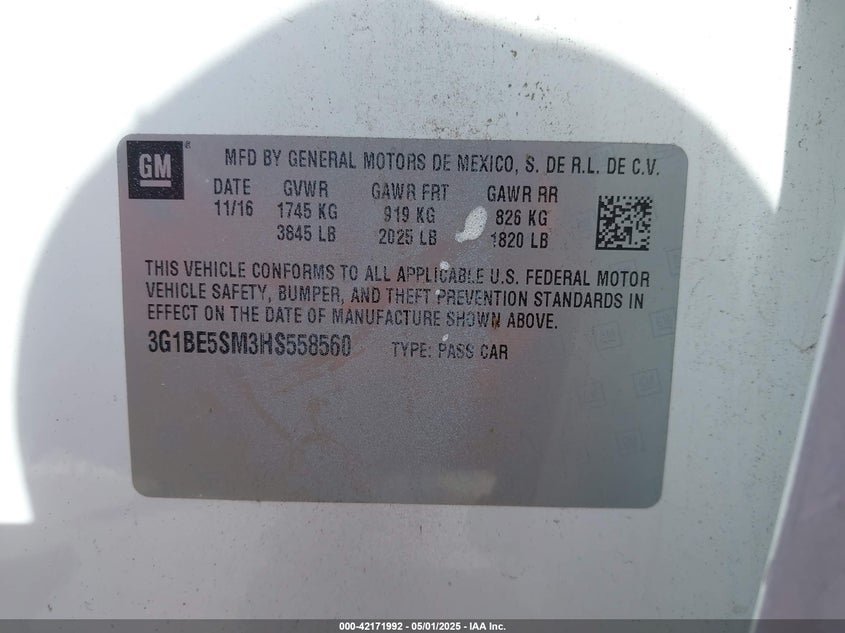 GM ®
MFD BY GENERAL MOTORS DE MEXICO, S. DE R.L. DE C.V.
DATE GVWR GAWR FRT GAWR RR
11/16 1745 KG 919 KG 826 KG
3845 LB 2025 LB 1820 LB
THIS VEHICLE CONFORMS TO ALL APPLICABLE U.S. FEDERAL MOTOR
VEHICLE SAFETY, BUMPER, AND THEFT PREVENTION STANDARDS IN
EFFECT ON THE DATE OF MANUFACTURE SHOWN ABOVE.
3G1BE5SM3HS558560 TYPE: PASS CAR
000-42171992 - 05/01/2025 - IAA Inc.